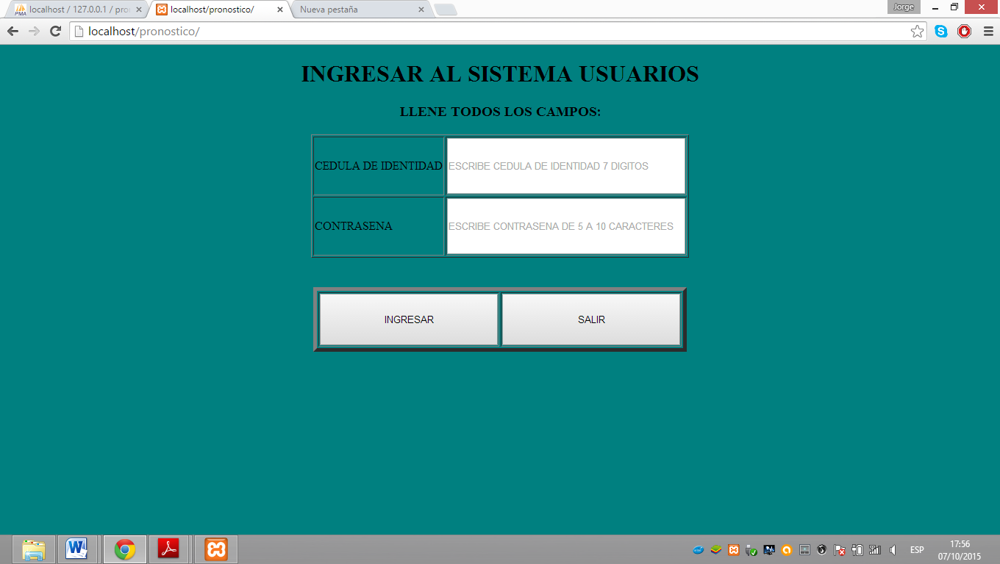 localhost / 127.0.0.1 / pro
localhost/pronostico/
Nueva pestaña
Jorge
localhost/pronostico/
INGRESAR AL SISTEMA USUARIOS
LLENE TODOS LOS CAMPOS:
CEDULA DE IDENTIDAD
ESCRIBE CEDULA DE IDENTIDAD 7 DIGITOS
CONTRASENA
ESCRIBE CONTRASENA DE 5 A 10 CARACTERES
INGRESAR
SALIR
ESP
17:56
07/10/2015